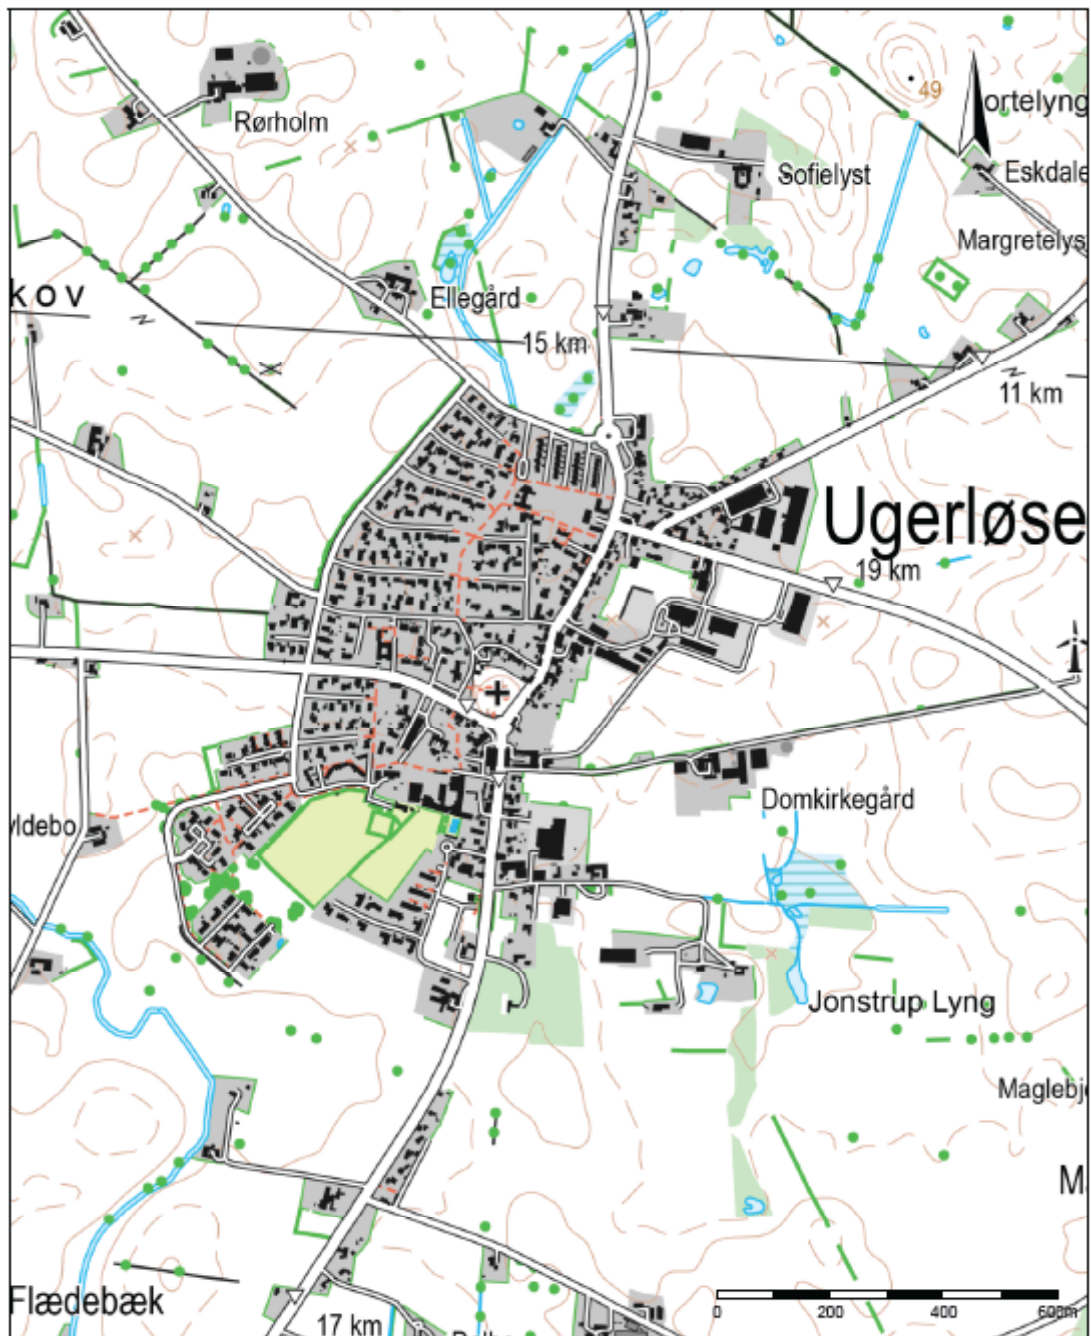 49
ortelyng
Rørholm
Sofielyst
Eskdale
Margretelys
kov
Ellegård
15 km
11 km
Ugerløse
19 km
Domkirkegård
yldebo
Jonstrup Lyng
Maglebj
M
Flædebæk
17 km
0 200 400 600m